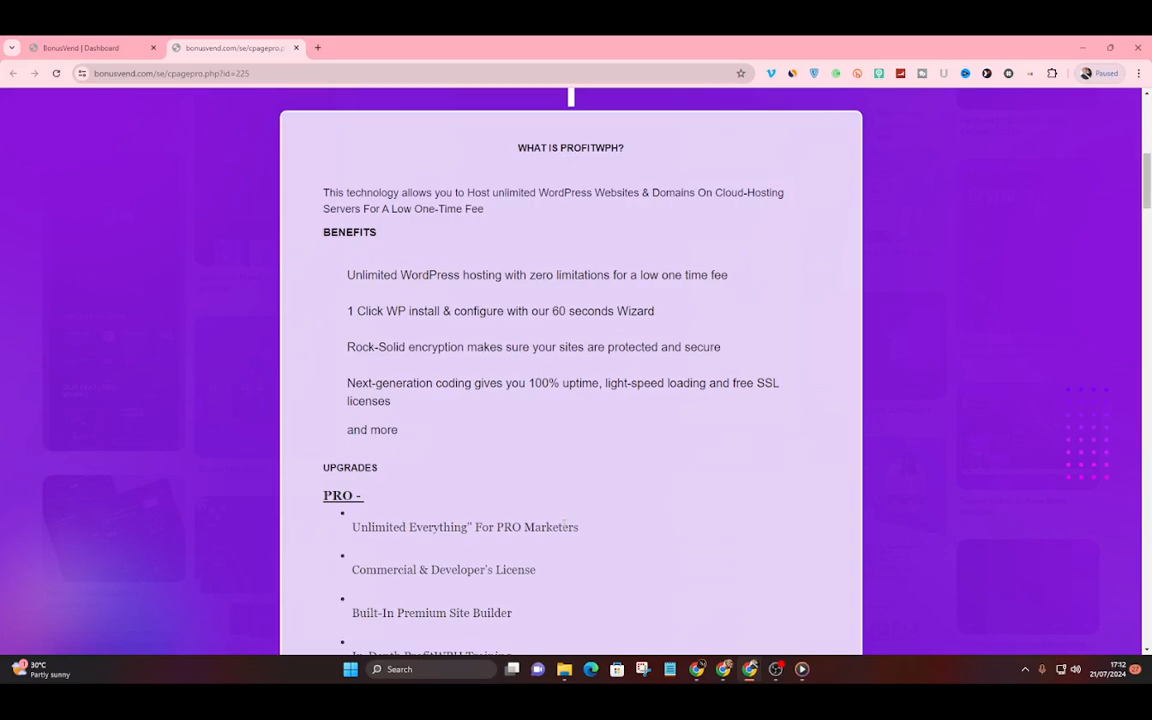 BonusVend | Dashboard
bonusvend.com/se/cpagepro.p
bonusvend.com/se/cpagepro.php?id=225
Paused
WHAT IS PROFITWPH?
This technology allows you to Host unlimited WordPress Websites & Domains On Cloud-Hosting
Servers For A Low One-Time Fee
BENEFITS
Unlimited WordPress hosting with zero limitations for a low one time fee
1 Click WP install & configure with our 60 seconds Wizard
Rock-Solid encryption makes sure your sites are protected and secure
Next-generation coding gives you 100% uptime, light-speed loading and free SSL
licenses
and more
UPGRADES
PRO -
Unlimited Everything” For PRO Marketers
Commercial & Developer's License
Built-In Premium Site Builder
In-Depth ProfitWPH Training
30°C
Partly sunny
Search
17:32
21/07/2024